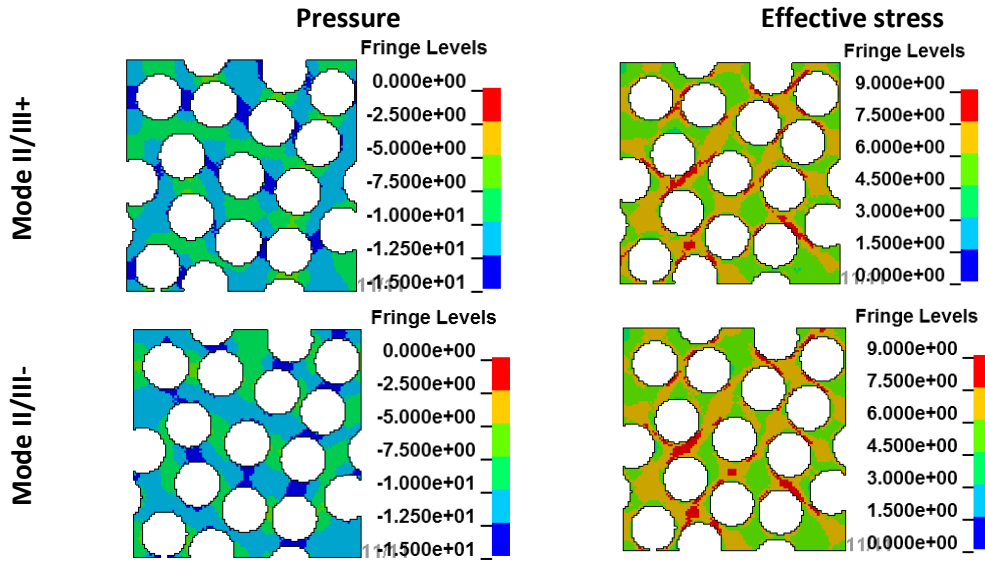 Pressure
Effective stress
Mode II/III+
Fringe Levels
0.000e+00
-2.500e+00
-5.000e+00
-7.500e+00
-1.000e+01
-1.250e+01
-1.500e+01
Fringe Levels
9.000e+00
7.500e+00
6.000e+00
4.500e+00
3.000e+00
1.500e+00
0.000e+00
Mode II/III-
Fringe Levels
0.000e+00
-2.500e+00
-5.000e+00
-7.500e+00
-1.000e+01
-1.250e+01
-1.500e+01
Fringe Levels
9.000e+00
7.500e+00
6.000e+00
4.500e+00
3.000e+00
1.500e+00
0.000e+00